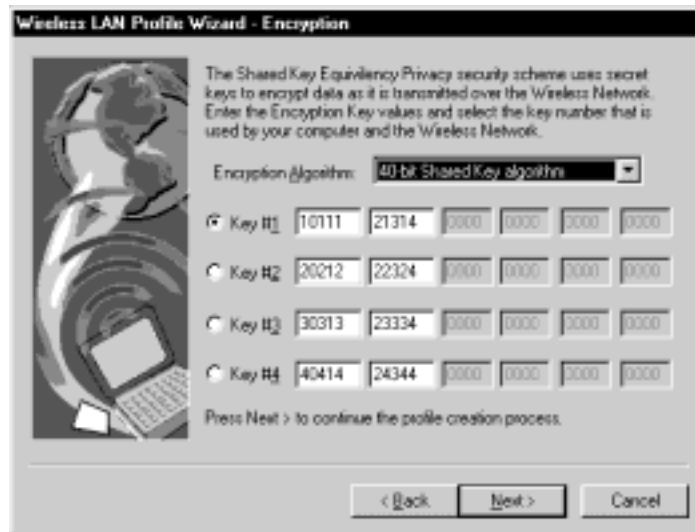 Wireless LAN Profile Wizard - Encryption
The Shared Key Equivilency Privacy security scheme uses secret
keys to encrypt data as it is transmitted over the Wireless Network.
Enter the Encryption Key values and select the key number that is
used by your computer and the Wireless Network.
Encryption Algorithm: 40-bit Shared Key algorithm
Key #1 10111 21314 0000 0000 0000 0000
Key #2 20212 22324 0000 0000 0000 0000
Key #3 30313 23334 0000 0000 0000 0000
Key #4 40414 24344 0000 0000 0000 0000
Press Next > to continue the profile creation process.
< Back Next > Cancel